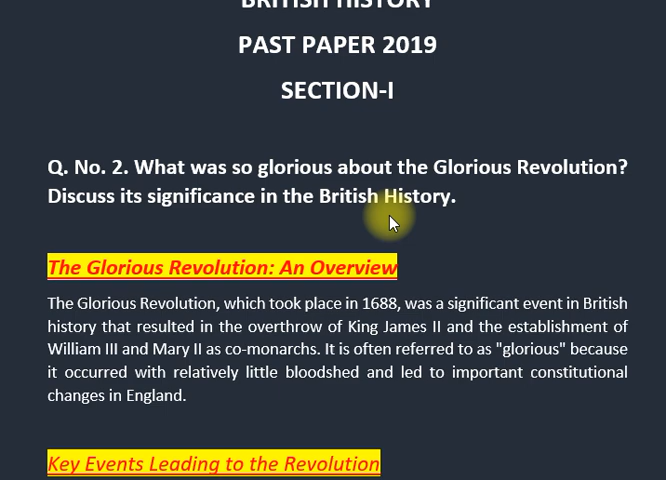 BRITISH HISTORY
PAST PAPER 2019
SECTION-I
Q. No. 2. What was so glorious about the Glorious Revolution?
Discuss its significance in the British History.
The Glorious Revolution: An Overview
The Glorious Revolution, which took place in 1688, was a significant event in British
history that resulted in the overthrow of King James II and the establishment of
William III and Mary II as co-monarchs. It is often referred to as "glorious" because
it occurred with relatively little bloodshed and led to important constitutional
changes in England.
Key Events Leading to the Revolution